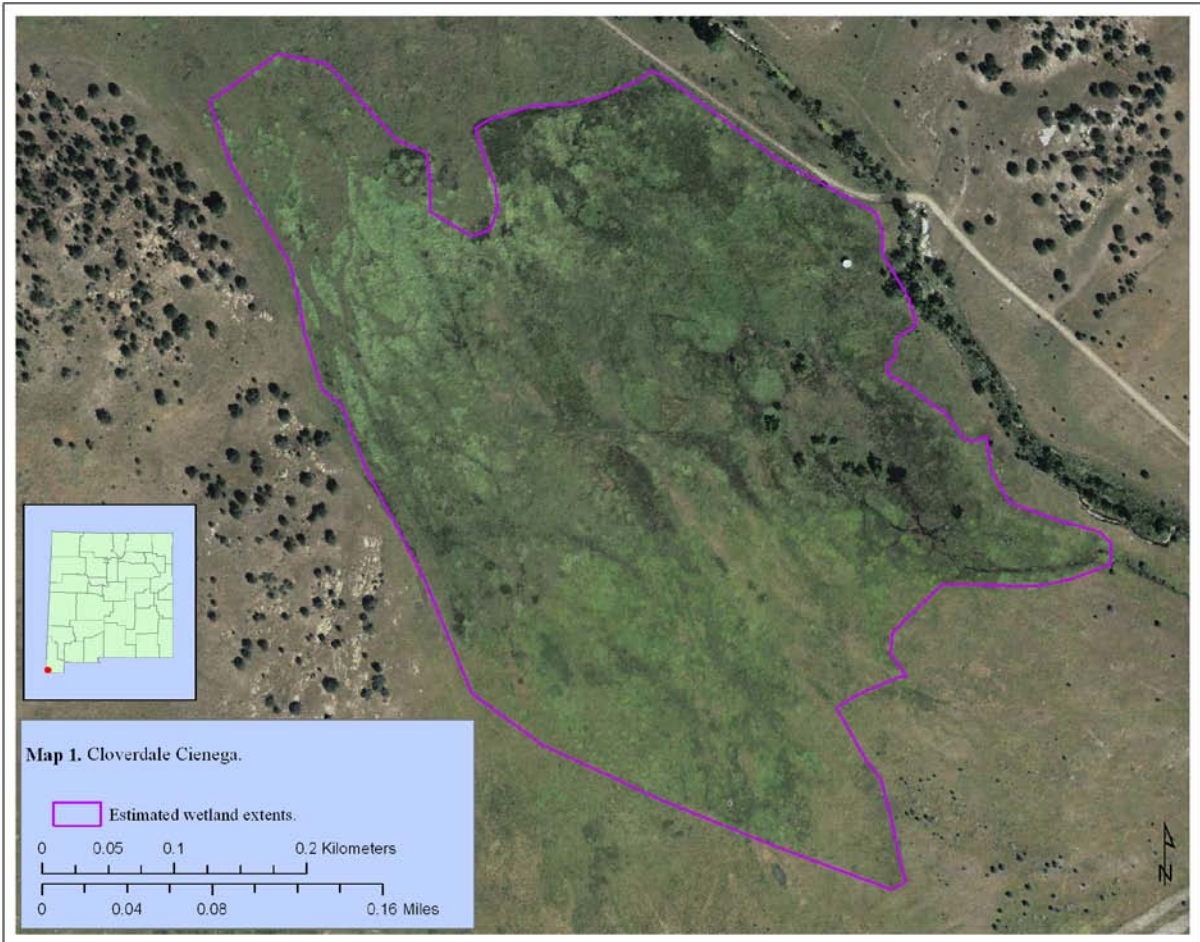 Map 1. Cloverdale Cienega.
Estimated wetland extents.
0 0.05 0.1 0.2 Kilometers
0 0.04 0.08 0.16 Miles
N